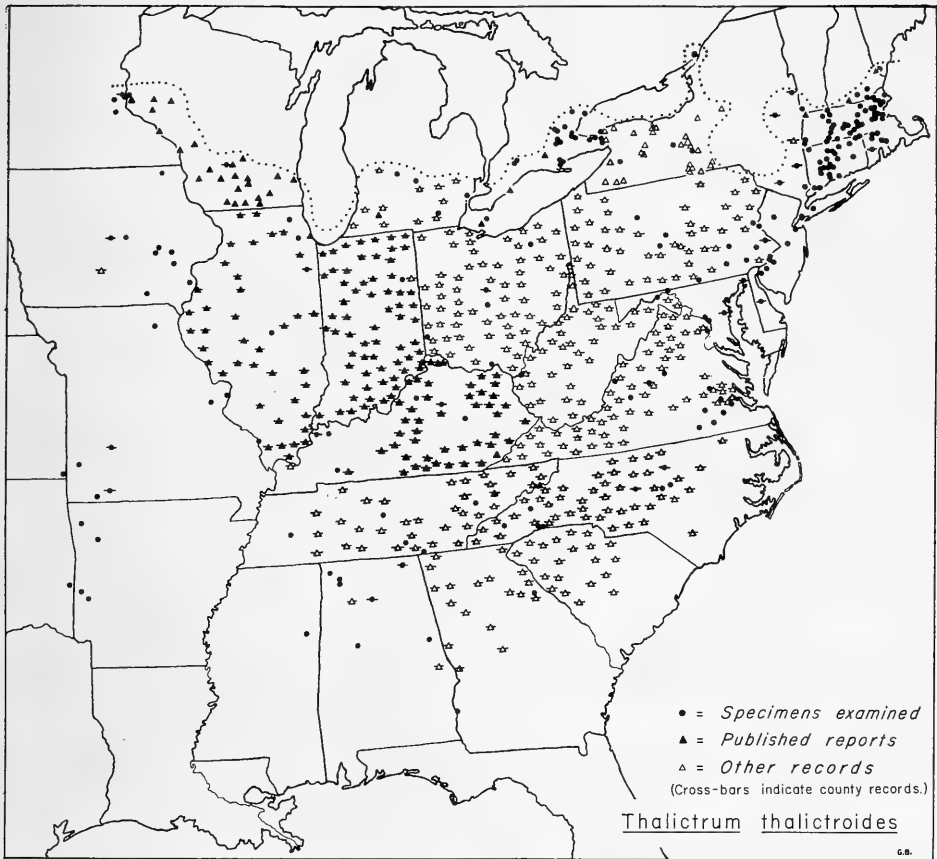 ● = Specimens examined
▲ = Published reports
△ = Other records
(Cross-bars indicate county records.)
Thalictrum thalictroides
G.B.